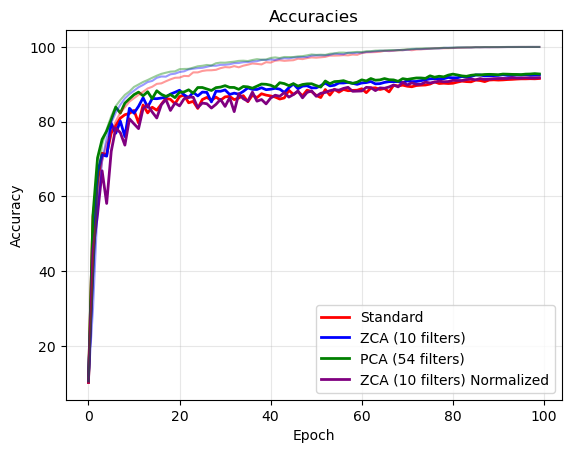 Accuracies
100
80
60
40
20
Accuracy
0
20
40
60
80
100
Epoch
Standard
ZCA (10 filters)
PCA (54 filters)
ZCA (10 filters) Normalized